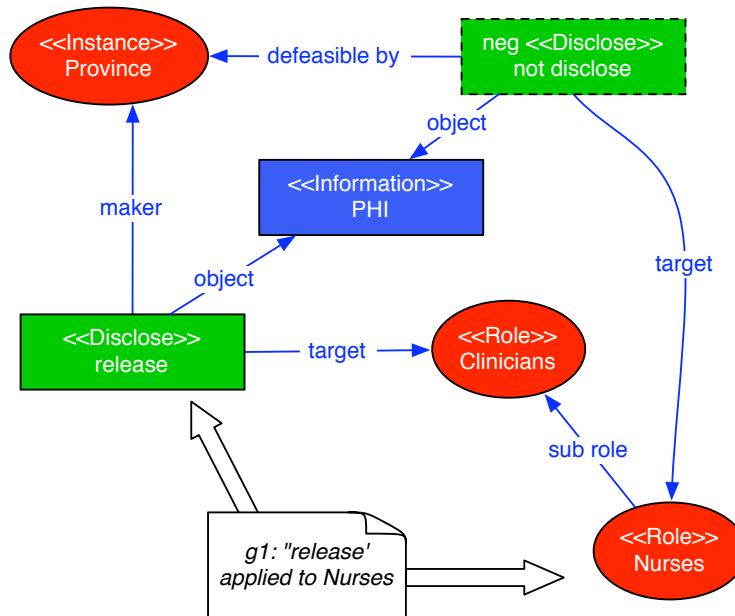 <<Instance>>
Province
defeasible by
neg <<Disclose>>
not disclose
object
<<Information>>
PHI
maker
object
target
<<Disclose>>
release
target
<<Role>>
Clinicians
sub role
g1: "release'
applied to Nurses
<<Role>>
Nurses